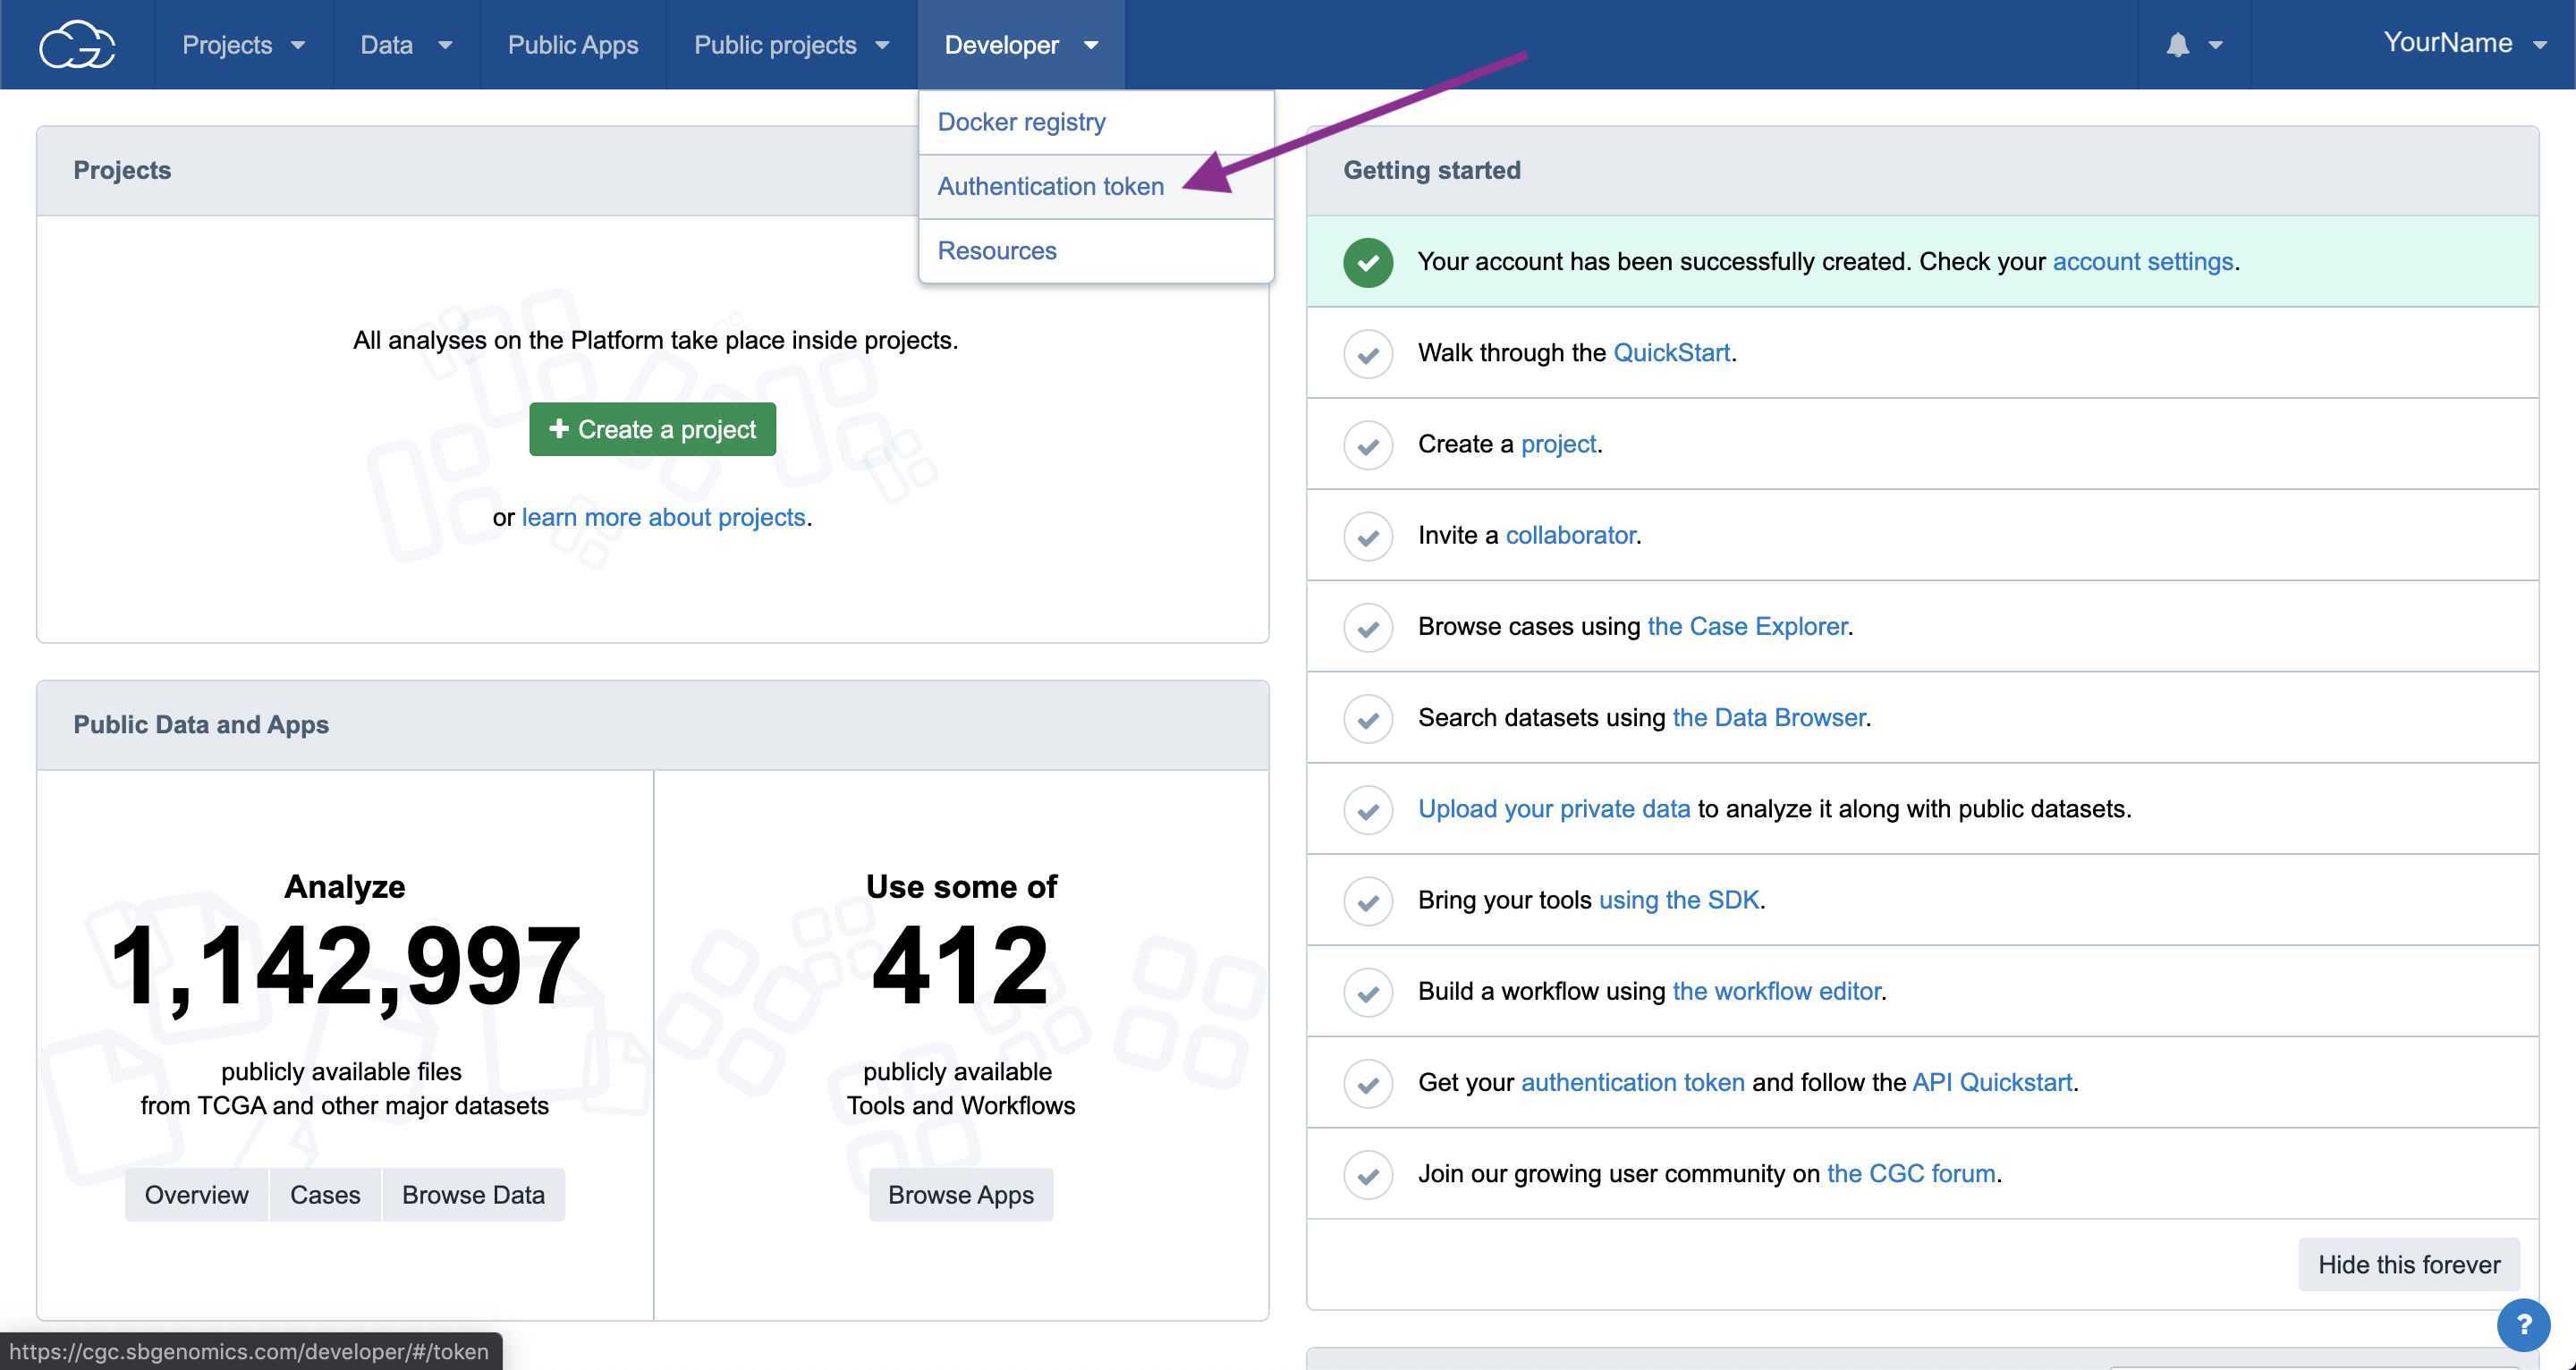 Projects
Data
Public Apps
Public projects
Developer
YourName
Docker registry
Authentication token
Resources
Projects
All analyses on the Platform take place inside projects.
+ Create a project
or learn more about projects.
Public Data and Apps
Analyze
1,142,997
publicly available files
from TCGA and other major datasets
Overview
Cases
Browse Data
Use some of
412
publicly available
Tools and Workflows
Browse Apps
Getting started
Your account has been successfully created. Check your account settings.
Walk through the QuickStart.
Create a project.
Invite a collaborator.
Browse cases using the Case Explorer.
Search datasets using the Data Browser.
Upload your private data to analyze it along with public datasets.
Bring your tools using the SDK.
Build a workflow using the workflow editor.
Get your authentication token and follow the API Quickstart.
Join our growing user community on the CGC forum.
Hide this forever
?
https://cgc.sbgenomics.com/developer/#/token